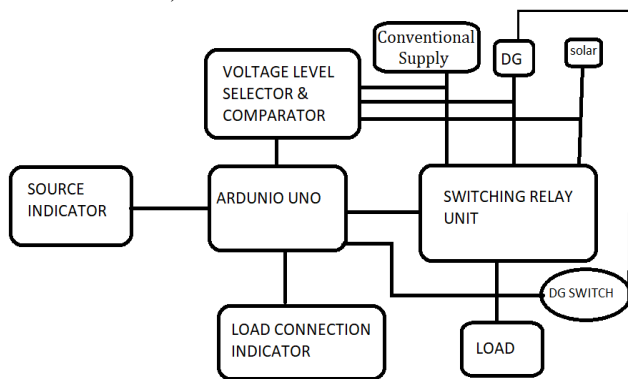 Conventional
Supply
DG
solar
VOLTAGE LEVEL
SELECTOR &
COMPARATOR
SOURCE
INDICATOR
ARDUNIO UNO
SWITCHING RELAY
UNIT
DG SWITCH
LOAD CONNECTION
INDICATOR
LOAD